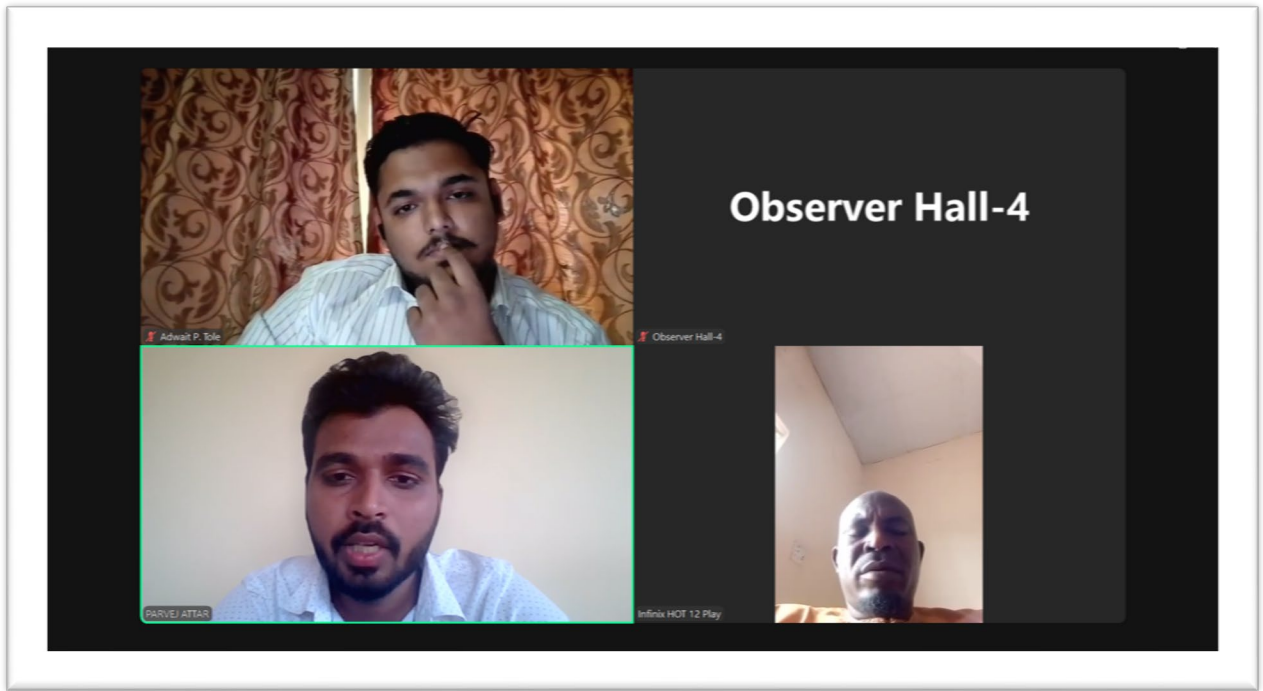 Observer Hall-4
Adwait P. Tole
Observer Hall-4
PARVEJ ATTAR
Infinix HOT 12 Play